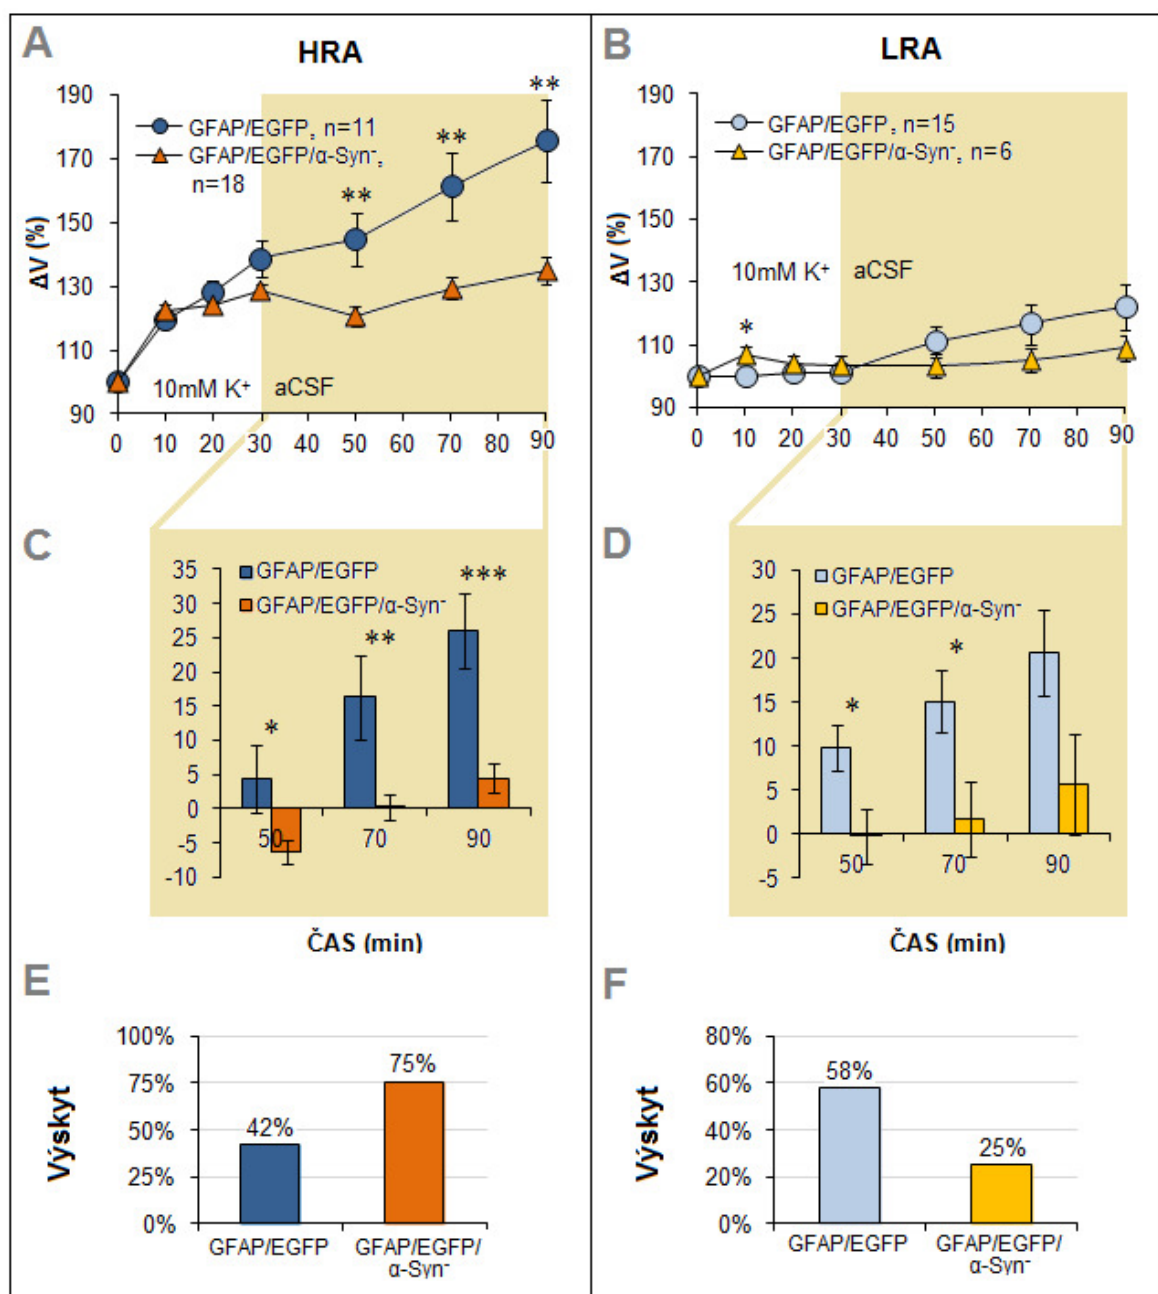 A
HRA
**
190
GFAP/EGFP, n=11
GFAP/EGFP/α-Syn⁻,
n=18
**
170
**
150
ΔV (%)
130
110
10mM K⁺
aCSF
90
0 10 20 30 40 50 60 70 80 90
B
LRA
190
GFAP/EGFP, n=15
GFAP/EGFP/α-Syn⁻, n=6
170
150
ΔV (%)
130
10mM K⁺
aCSF
*
110
90
0 10 20 30 40 50 60 70 80 90
C
35
GFAP/EGFP
***
30
GFAP/EGFP/α-Syn⁻
25
**
20
15
*
10
5
0
-5
-10
50 70 90
ČAS (min)
D
30
GFAP/EGFP
25
GFAP/EGFP/α-Syn⁻
20
*
15
*
10
5
0
-5
50 70 90
ČAS (min)
E
100%
75%
75%
Výskyt
50%
42%
25%
0%
GFAP/EGFP
GFAP/EGFP/
α-Syn⁻
F
80%
58%
60%
Výskyt
40%
25%
20%
0%
GFAP/EGFP
GFAP/EGFP/
α-Syn⁻